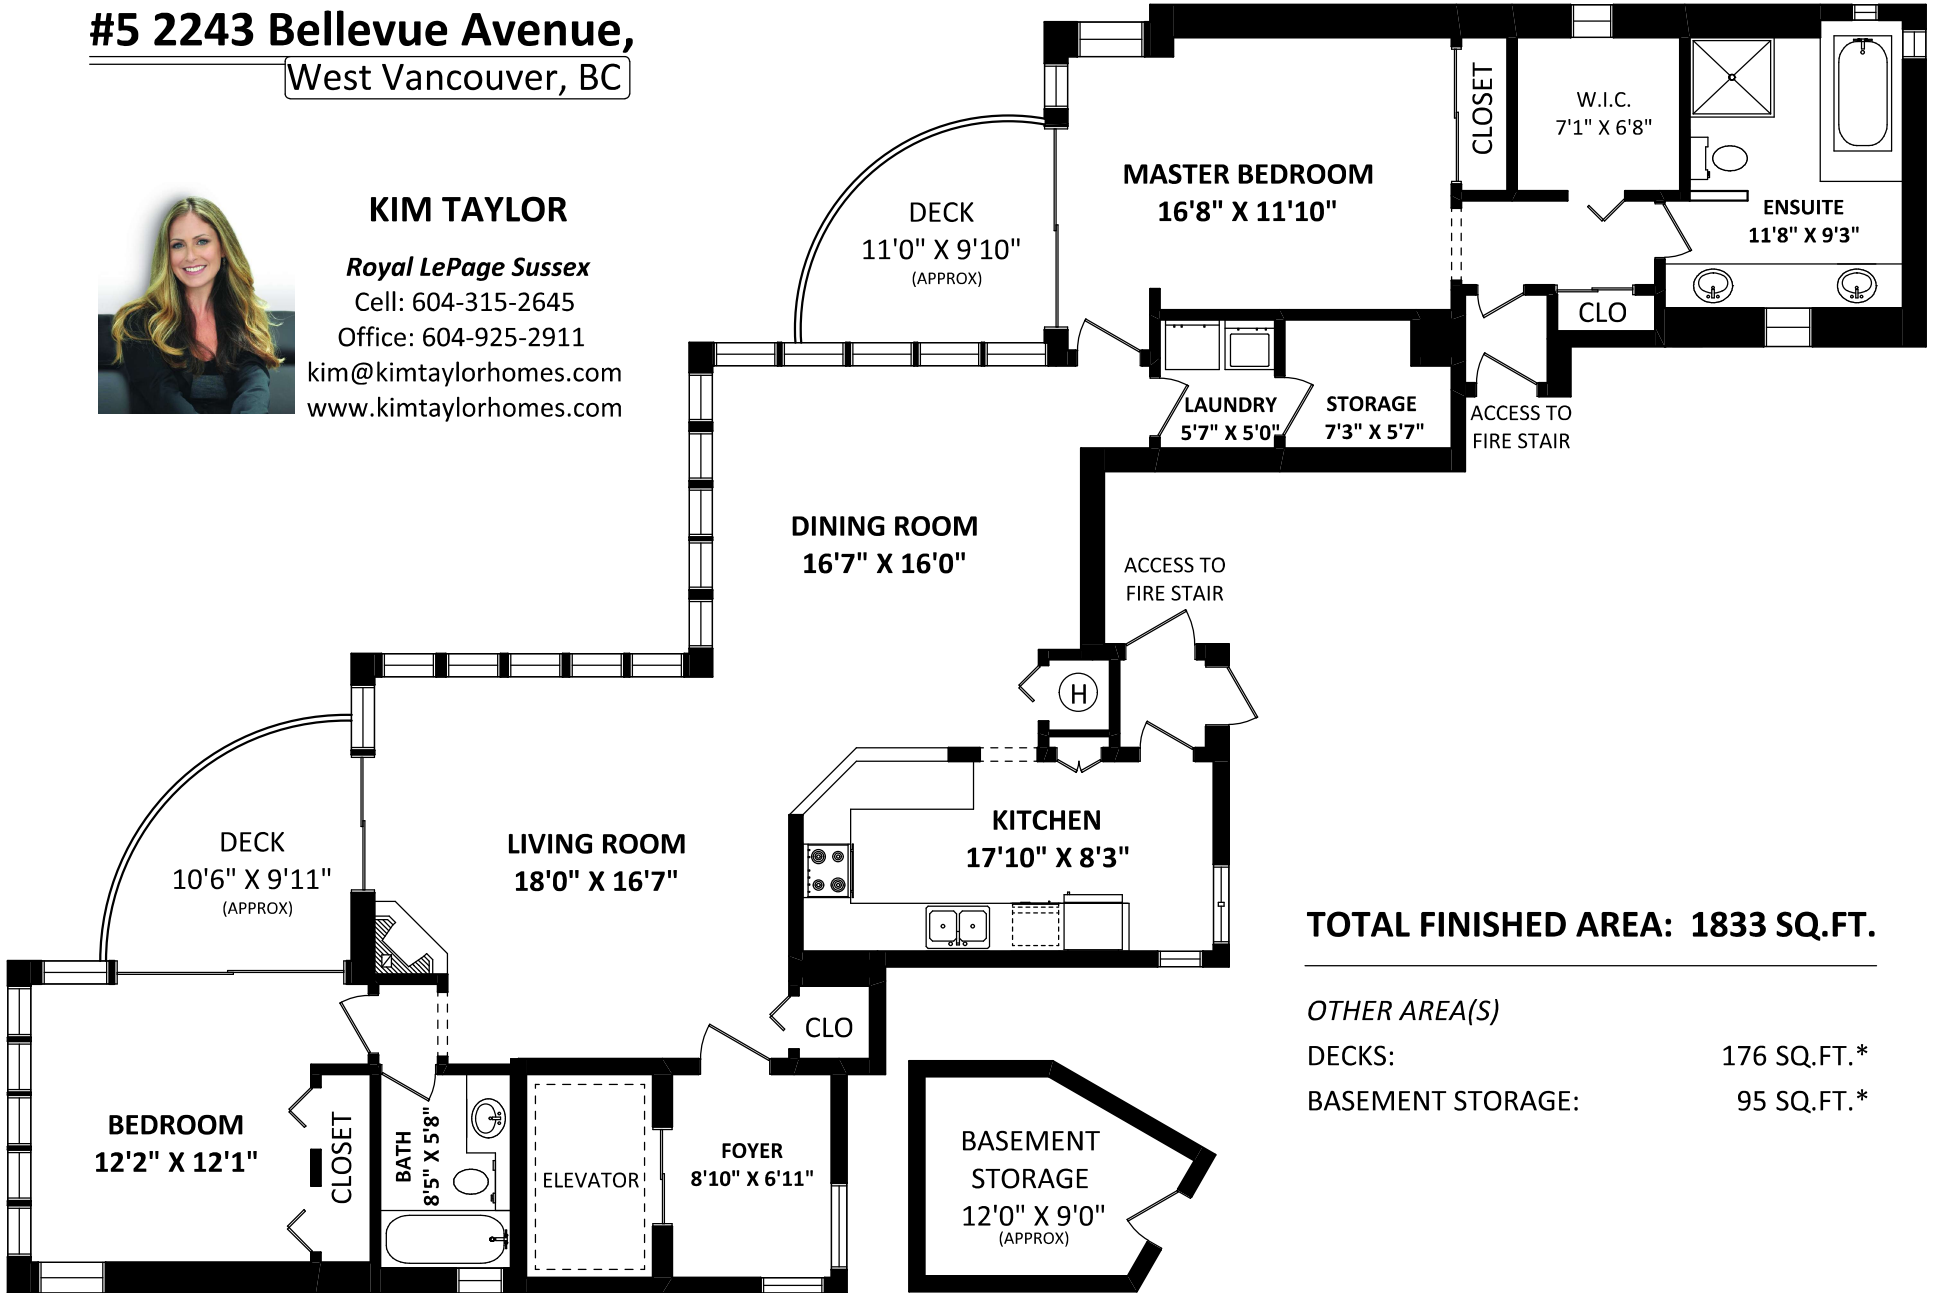 #5 2243 Bellevue Avenue,
West Vancouver, BC
KIM TAYLOR
Royal LePage Sussex
Cell: 604-315-2645
Office: 604-925-2911
kim@kimtaylorhomes.com
www.kimtaylorhomes.com
DECK
11'0" X 9'10"
(APPROX)
MASTER BEDROOM
16'8" X 11'10"
CLOSET
W.I.C.
7'1" X 6'8"
ENSUITE
11'8" X 9'3"
CLO
LAUNDRY
5'7" X 5'0"
STORAGE
7'3" X 5'7"
ACCESS TO
FIRE STAIR
DINING ROOM
16'7" X 16'0"
ACCESS TO
FIRE STAIR
H
DECK
10'6" X 9'11"
(APPROX)
LIVING ROOM
18'0" X 16'7"
KITCHEN
17'10" X 8'3"
CLO
BEDROOM
12'2" X 12'1"
CLOSET
BATH
8'5" X 5'8"
ELEVATOR
FOYER
8'10" X 6'11"
BASEMENT
STORAGE
12'0" X 9'0"
(APPROX)
TOTAL FINISHED AREA: 1833 SQ.FT.
OTHER AREA(S)
DECKS: 176 SQ.FT.*
BASEMENT STORAGE: 95 SQ.FT.*